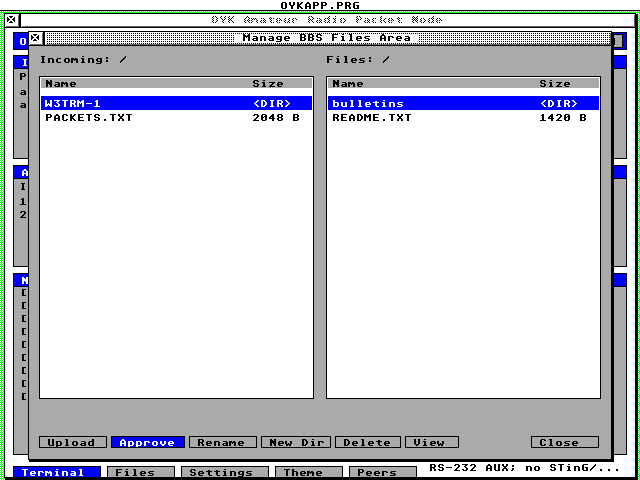 OYKAPP.PRG
OYK Amateur Radio Packet Node
Manage BBS Files Area
Incoming: /
Files: /
Name Size
W3TRM-1 <DIR>
PACKETS.TXT 2048 B
Name Size
bulletins <DIR>
README.TXT 1420 B
Upload Approve Rename New Dir Delete View Close
Terminal Files Settings Theme Peers RS-232 AUX; no STinG/...